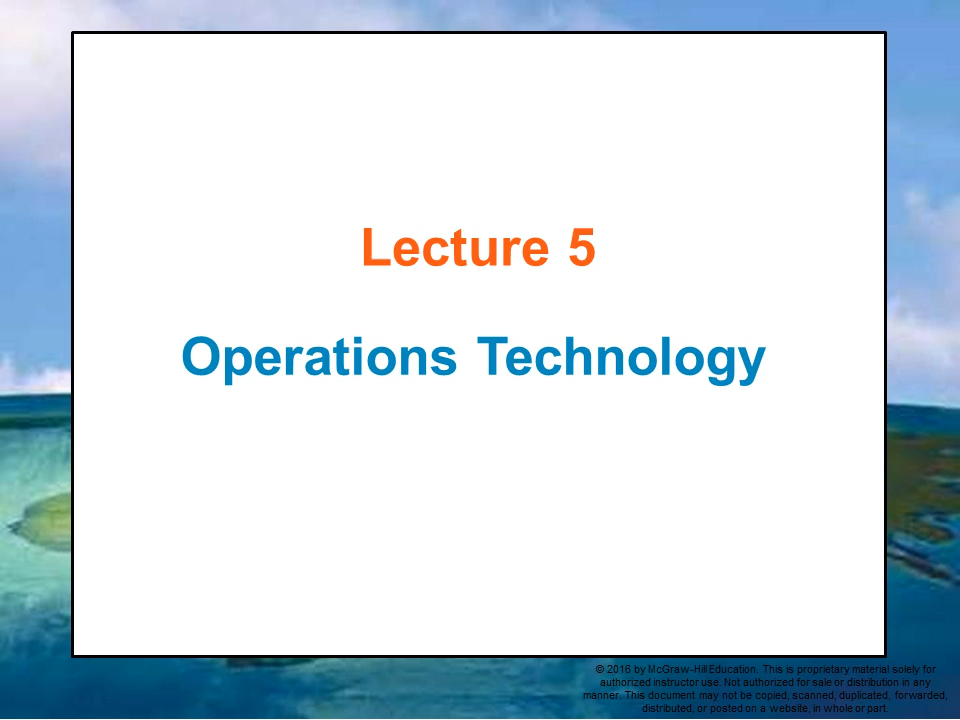 Lecture 5
Operations Technology
© 2016 by McGraw-Hill Education. This is proprietary material solely for
authorized instructor use. Not authorized for sale or distribution in any
manner. This document may not be copied, scanned, duplicated, forwarded,
distributed, or posted on a website, in whole or part.